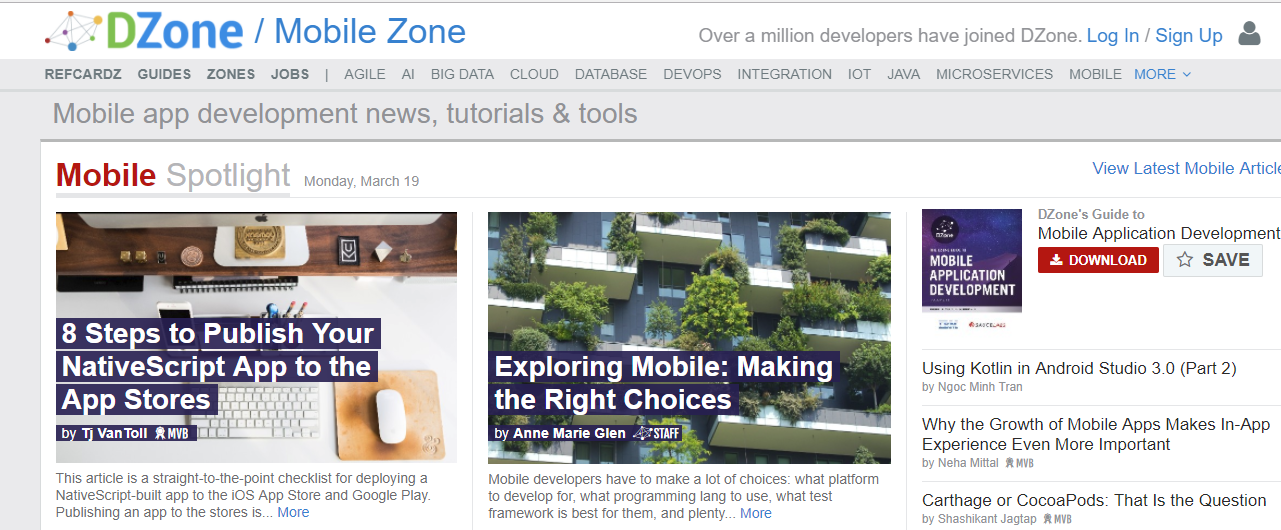 DZone / Mobile Zone
Over a million developers have joined DZone. Log In / Sign Up
REFCARDZ GUIDES ZONES JOBS | AGILE AI BIG DATA CLOUD DATABASE DEVOPS INTEGRATION IOT JAVA MICROSERVICES MOBILE MORE
Mobile app development news, tutorials & tools
Mobile Spotlight Monday, March 19
View Latest Mobile Article
8 Steps to Publish Your
NativeScript App to the
App Stores
by Tj VanToll MVB
This article is a straight-to-the-point checklist for deploying a
NativeScript-built app to the iOS App Store and Google Play.
Publishing an app to the stores is... More
Exploring Mobile: Making
the Right Choices
by Anne Marie Glen STAFF
Mobile developers have to make a lot of choices: what platform
to develop for, what programming lang to use, what test
framework is best for them, and plenty... More
DZone
MOBILE
APPLICATION
DEVELOPMENT
SAUCELABS
DZone's Guide to
Mobile Application Development
DOWNLOAD
SAVE
Using Kotlin in Android Studio 3.0 (Part 2)
by Ngoc Minh Tran
Why the Growth of Mobile Apps Makes In-App
Experience Even More Important
by Neha Mittal MVB
Carthage or CocoaPods: That Is the Question
by Shashikant Jagtap MVB